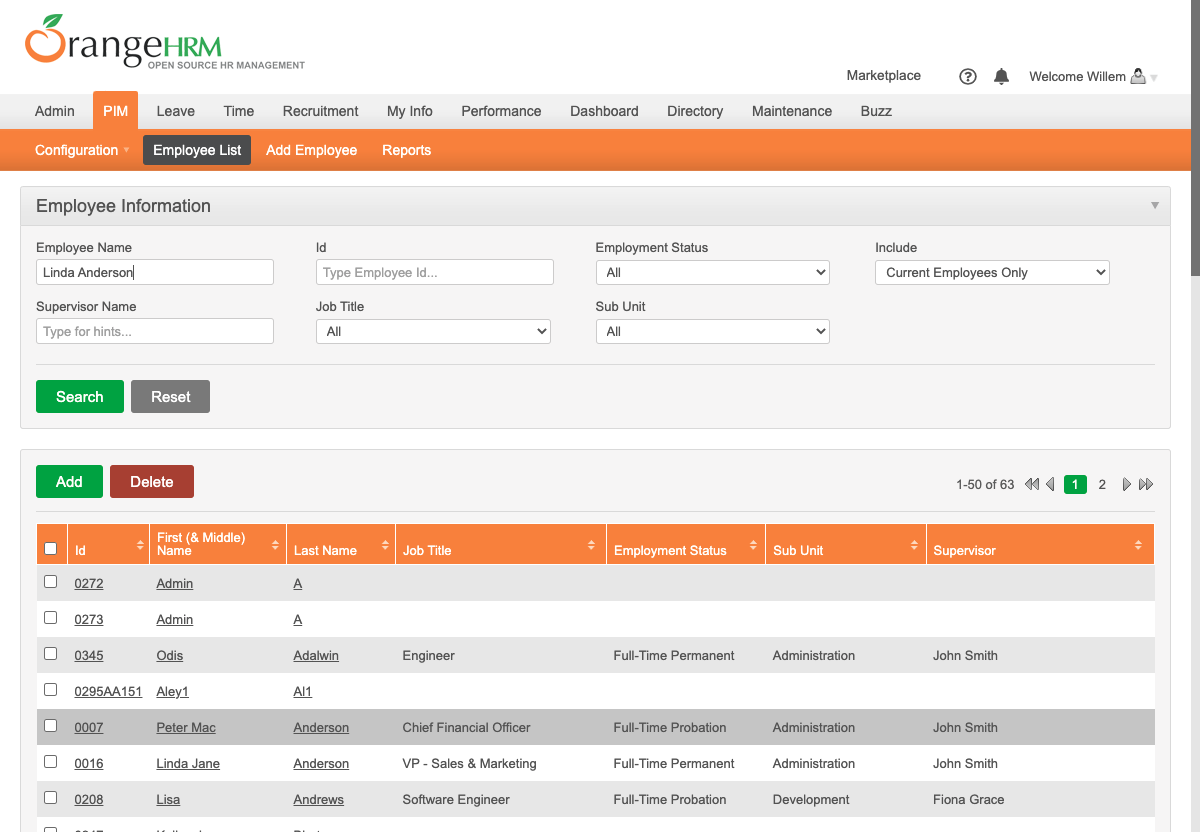 OrangeHRM
OPEN SOURCE HR MANAGEMENT
Marketplace ? Welcome Willem
Admin PIM Leave Time Recruitment My Info Performance Dashboard Directory Maintenance Buzz
Configuration Employee List Add Employee Reports
Employee Information
Employee Name Id Employment Status Include
Linda Anderson Type Employee Id... All Current Employees Only
Supervisor Name Job Title Sub Unit
Type for hints... All All
Search Reset
Add Delete 1-50 of 63 1 2
Id First (& Middle) Name Last Name Job Title Employment Status Sub Unit Supervisor
0272 Admin A
0273 Admin A
0345 Odis Adalwin Engineer Full-Time Permanent Administration John Smith
0295AA151 Aley1 Al1
0007 Peter Mac Anderson Chief Financial Officer Full-Time Probation Administration John Smith
0016 Linda Jane Anderson VP - Sales & Marketing Full-Time Permanent Administration John Smith
0208 Lisa Andrews Software Engineer Full-Time Probation Development Fiona Grace